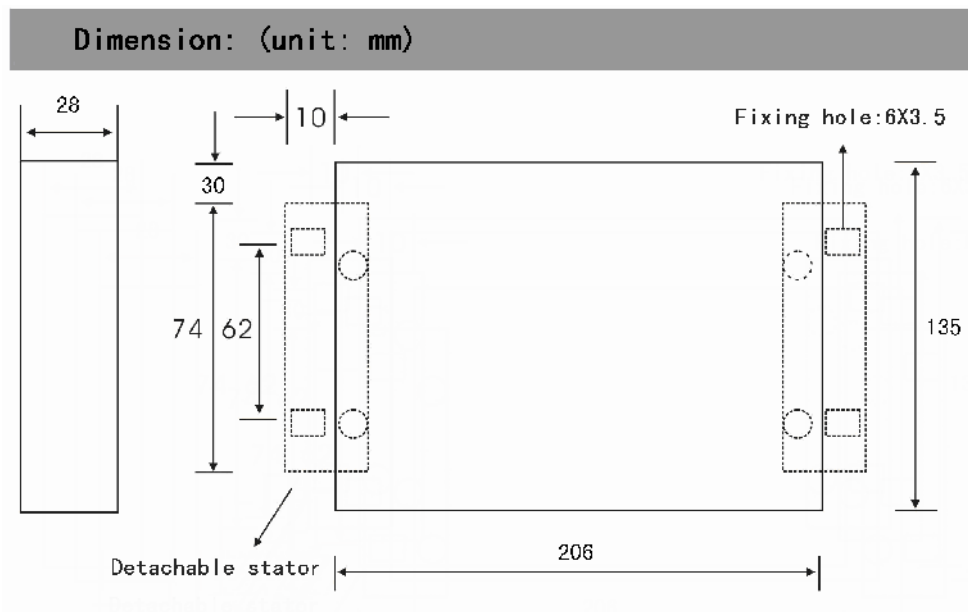 Dimension: (unit: mm)
28
10
Fixing hole:6X3.5
30
74
62
135
206
Detachable stator